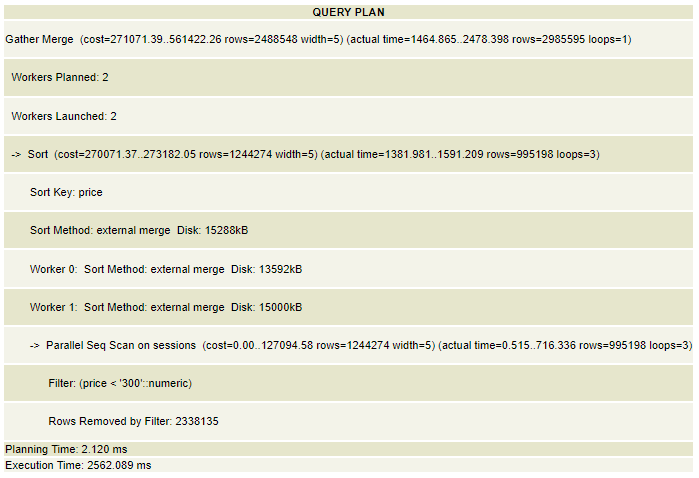 QUERY PLAN
Gather Merge  (cost=271071.39..561422.26 rows=2488548 width=5) (actual time=1464.865..2478.398 rows=2985595 loops=1)
Workers Planned: 2
Workers Launched: 2
->  Sort  (cost=270071.37..273182.05 rows=1244274 width=5) (actual time=1381.981..1591.209 rows=995198 loops=3)
Sort Key: price
Sort Method: external merge  Disk: 15288kB
Worker 0:  Sort Method: external merge  Disk: 13592kB
Worker 1:  Sort Method: external merge  Disk: 15000kB
->  Parallel Seq Scan on sessions  (cost=0.00..127094.58 rows=1244274 width=5) (actual time=0.515..716.336 rows=995198 loops=3)
Filter: (price < '300'::numeric)
Rows Removed by Filter: 2338135
Planning Time: 2.120 ms
Execution Time: 2562.089 ms